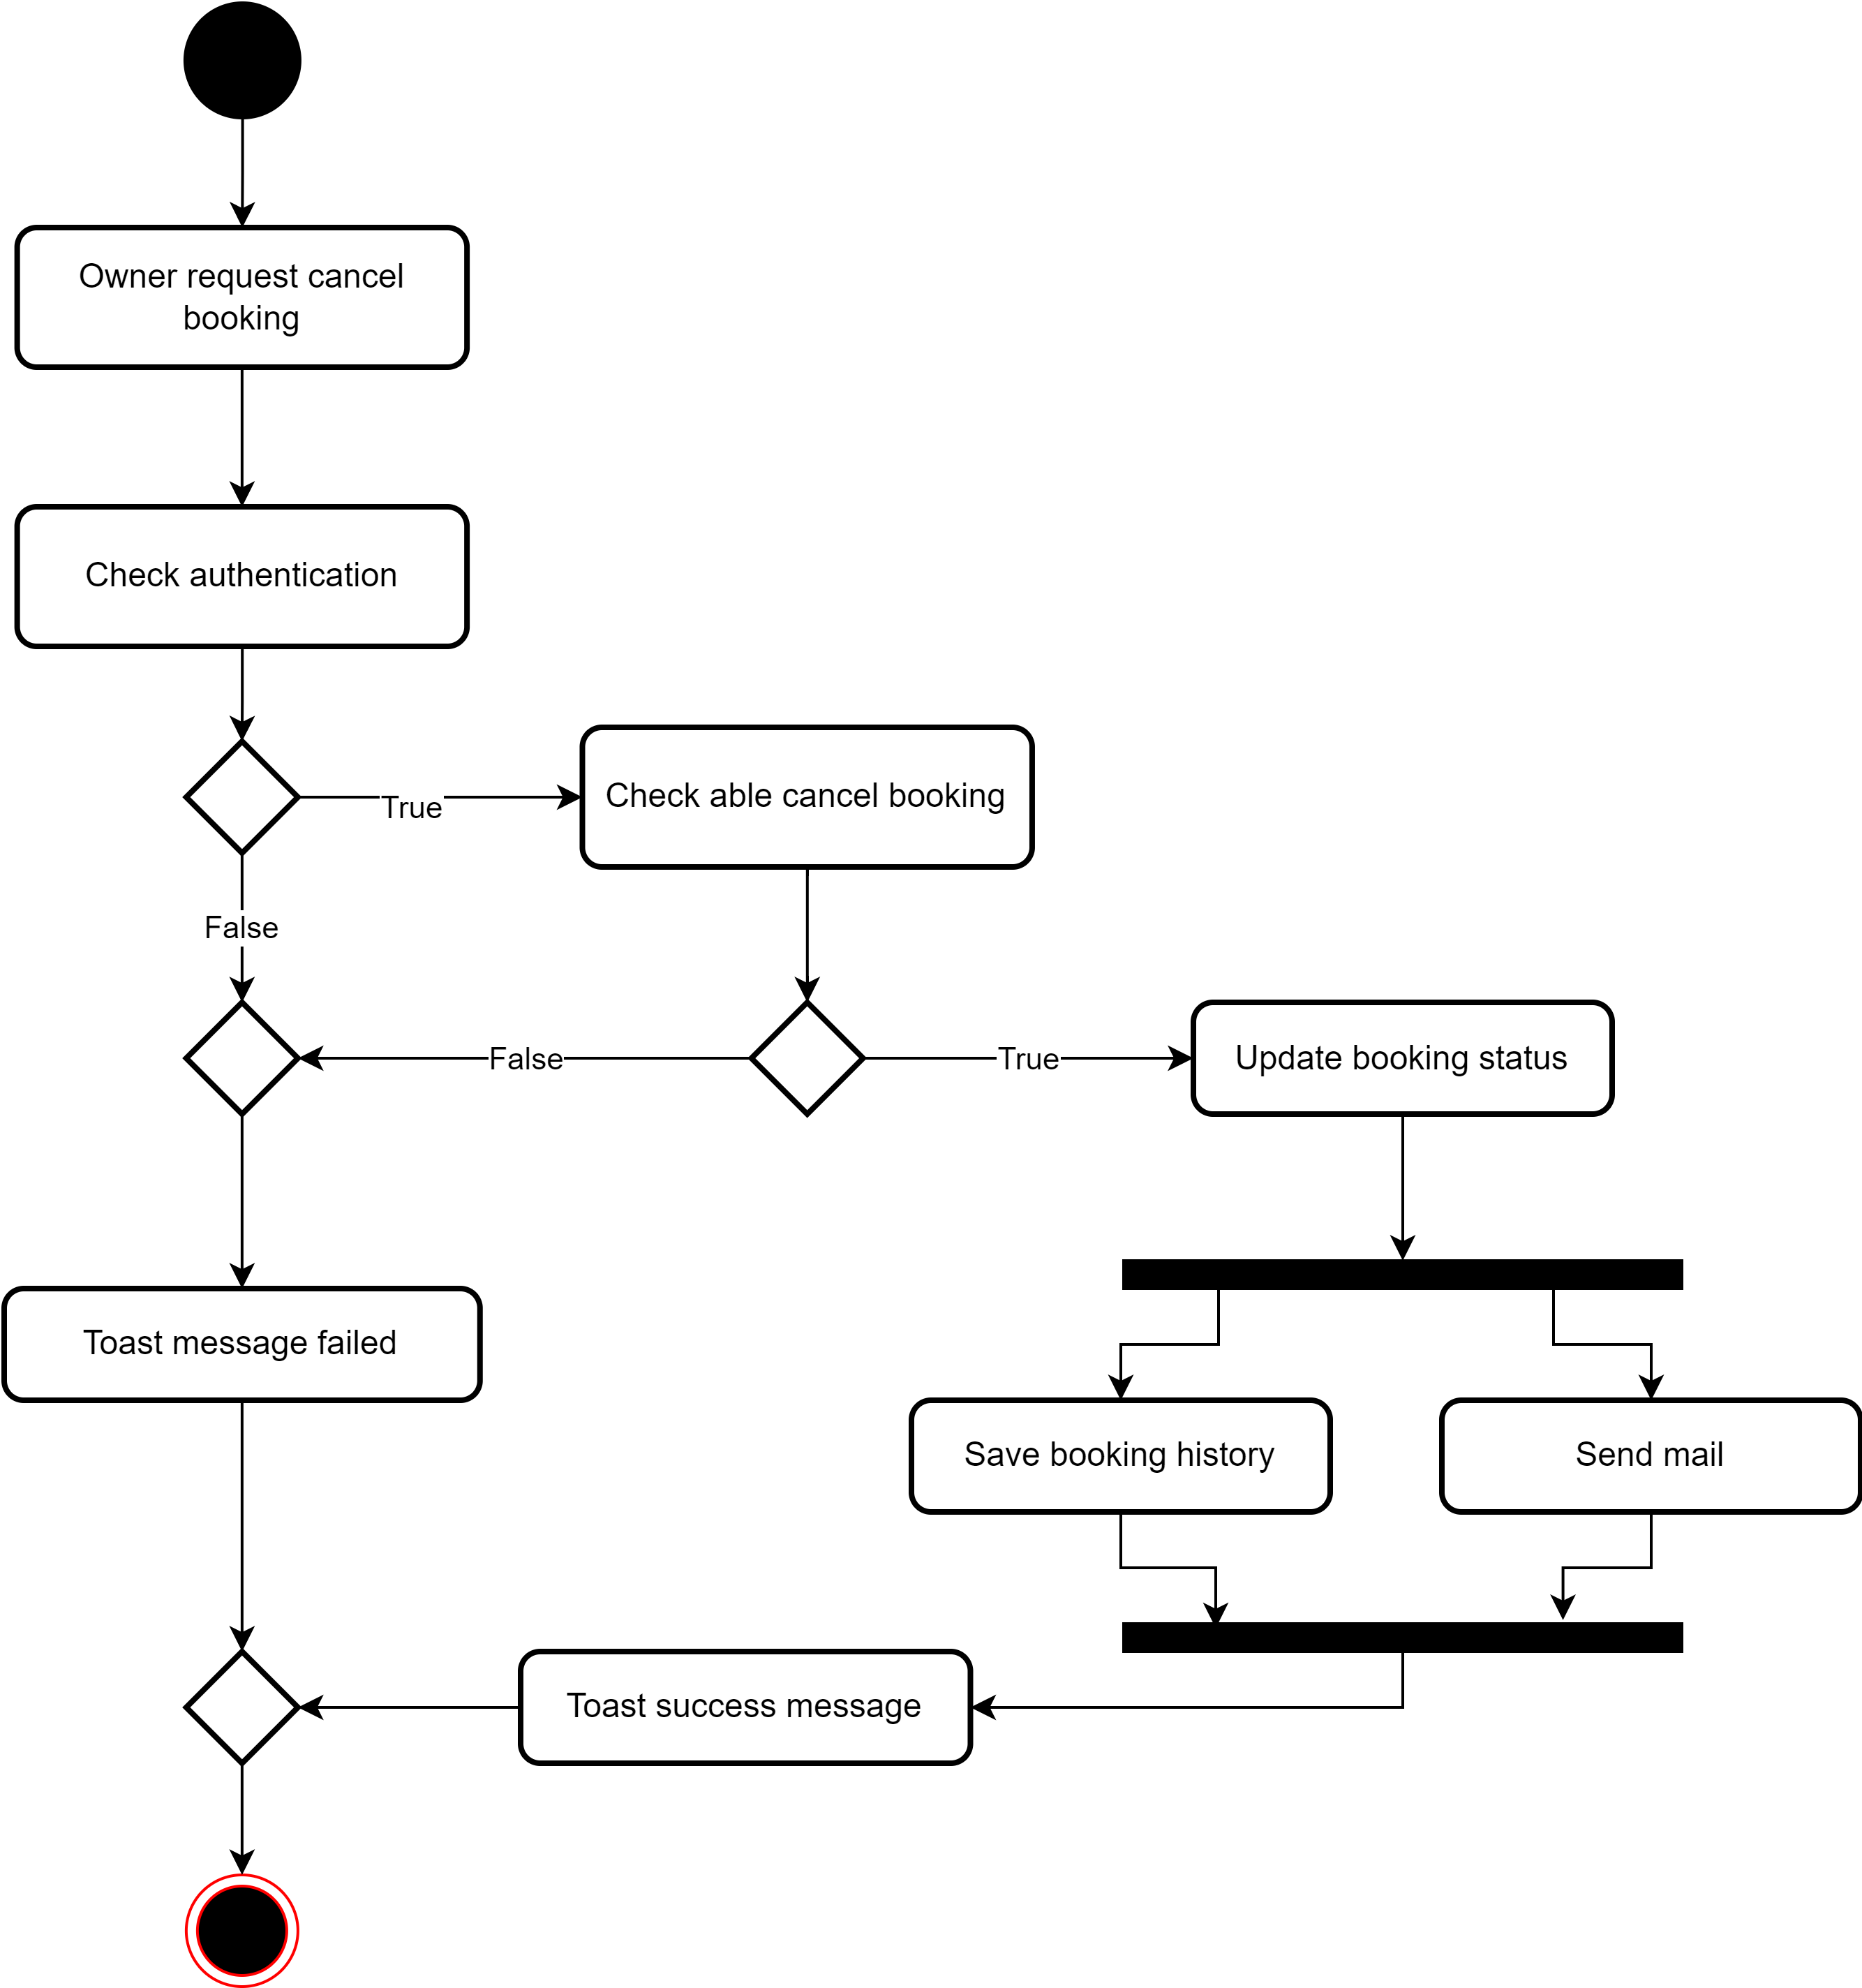 Owner request cancel
booking
Check authentication
True
Check able cancel booking
False
False
True
Update booking status
Toast message failed
Save booking history
Send mail
Toast success message